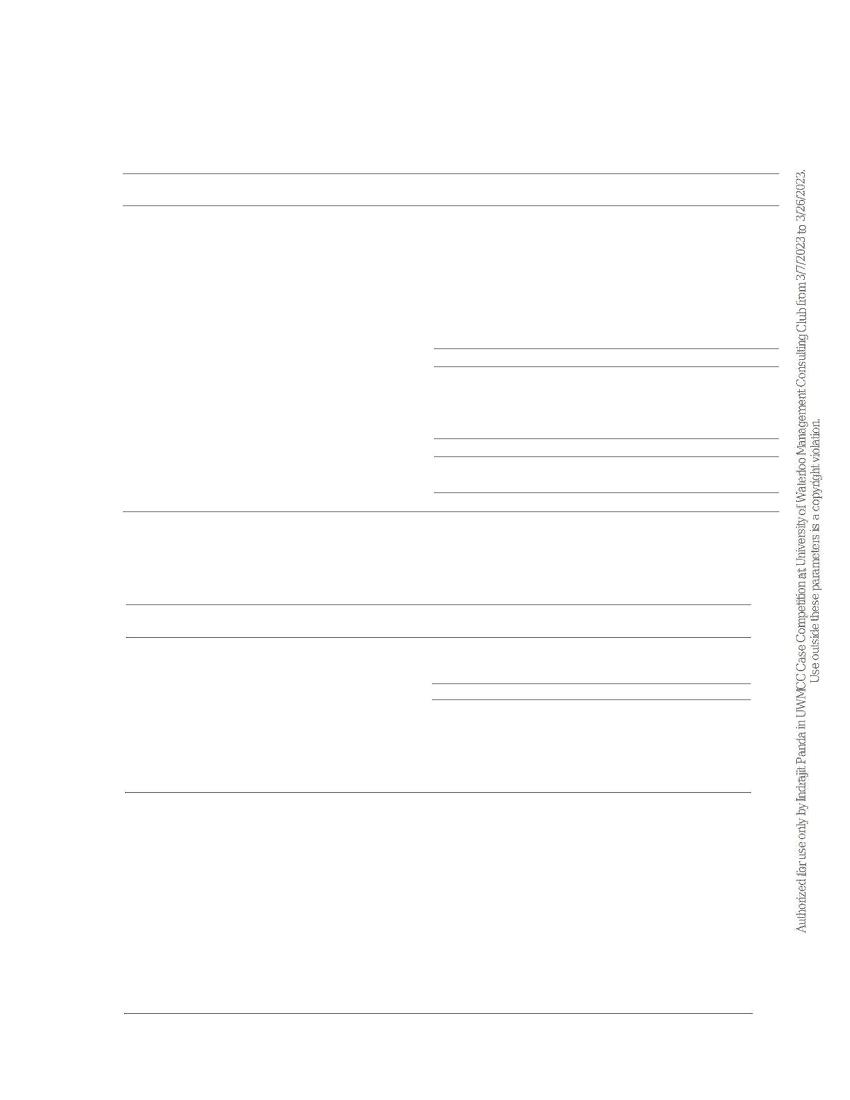 Authorized for use only by Indrajit Panda in UWMCC Case Competition at University of Waterloo Management Consulting Club from 3/7/2023 to 3/26/2023.
Use outside these parameters is a copyright violation.